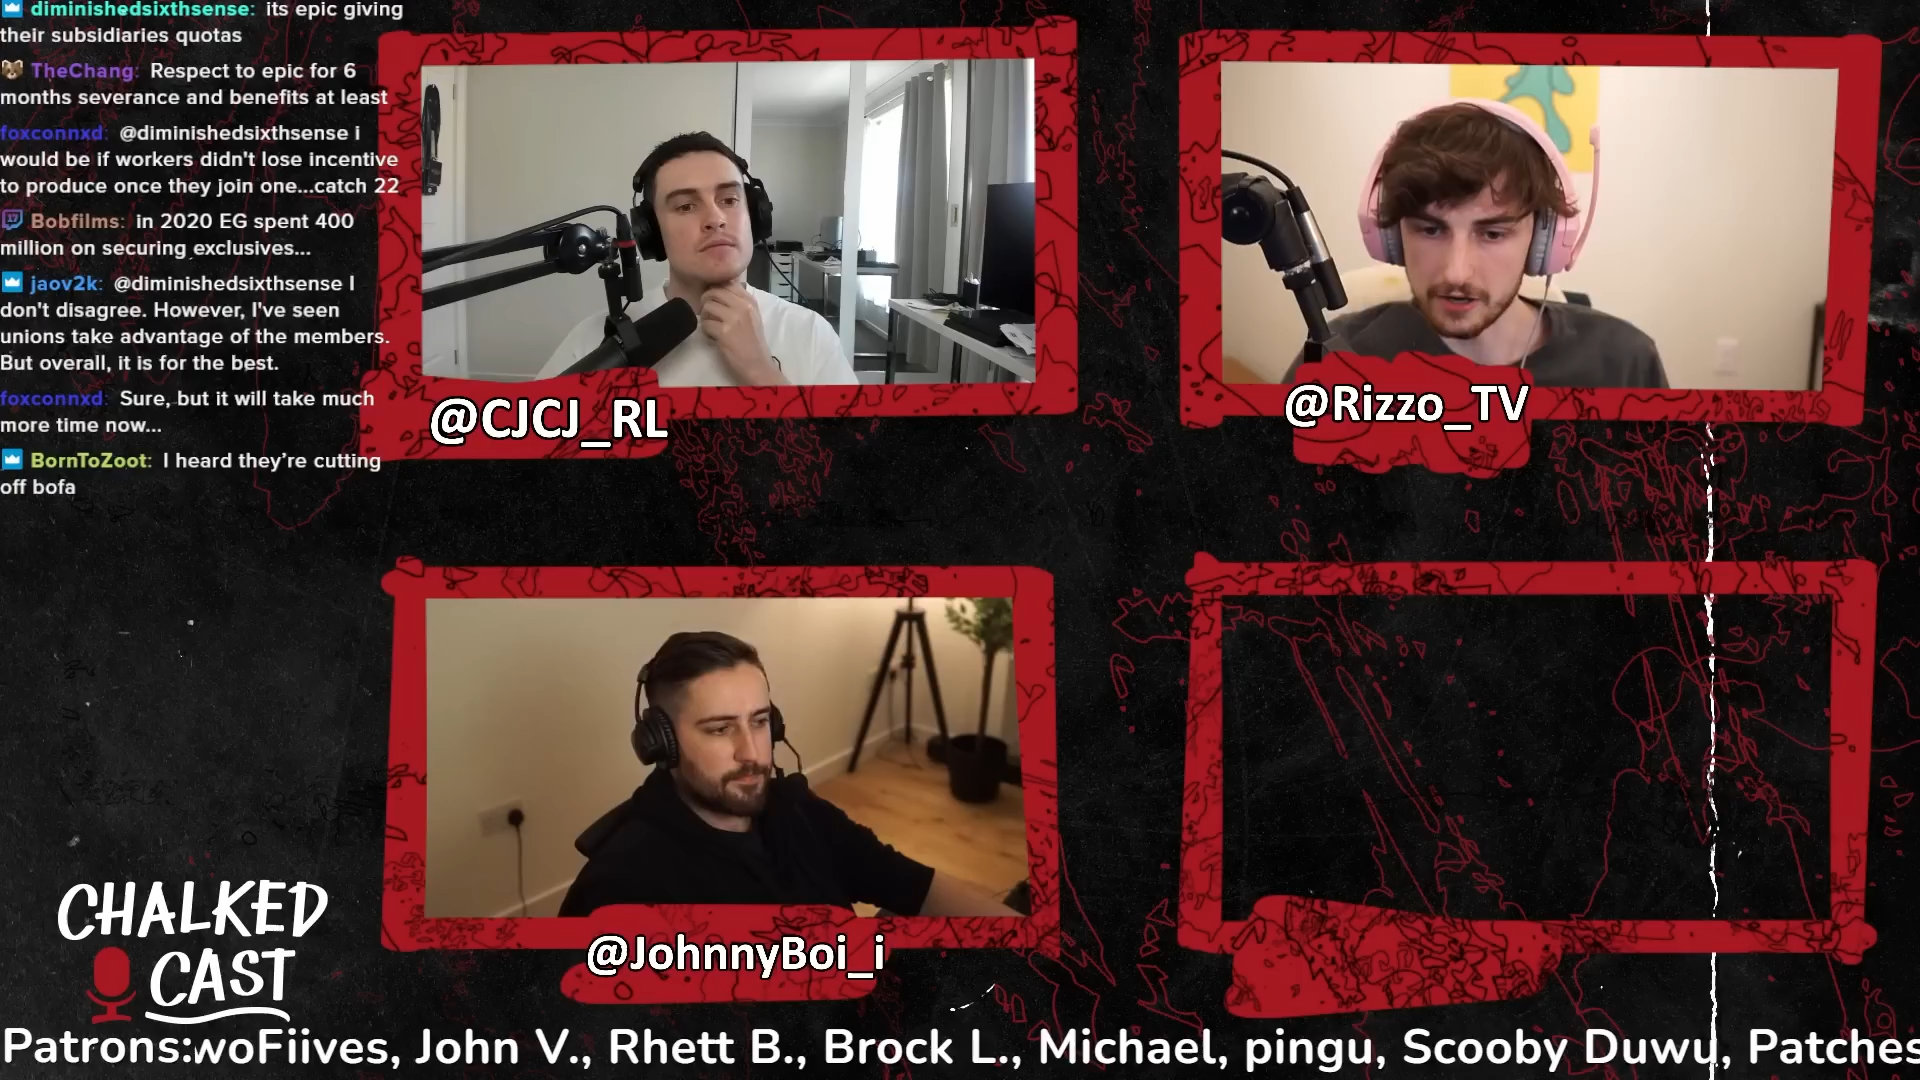 diminishedsixthsense: its epic giving
their subsidiaries quotas
TheChang: Respect to epic for 6
months severance and benefits at least
foxconnxd: @diminishedsixthsense i
would be if workers didn't lose incentive
to produce once they join one...catch 22
Bobfilms: in 2020 EG spent 400
million on securing exclusives...
jaov2k: @diminishedsixthsense I
don't disagree. However, I've seen
unions take advantage of the members.
But overall, it is for the best.
foxconnxd: Sure, but it will take much
more time now...
BornToZoot: I heard they're cutting
off bofa
@CJCJ_RL
@Rizzo_TV
@JohnnyBoi_i
CHALKED
CAST
Patrons:woFiives, John V., Rhett B., Brock L., Michael, pingu, Scooby Duwu, Patches